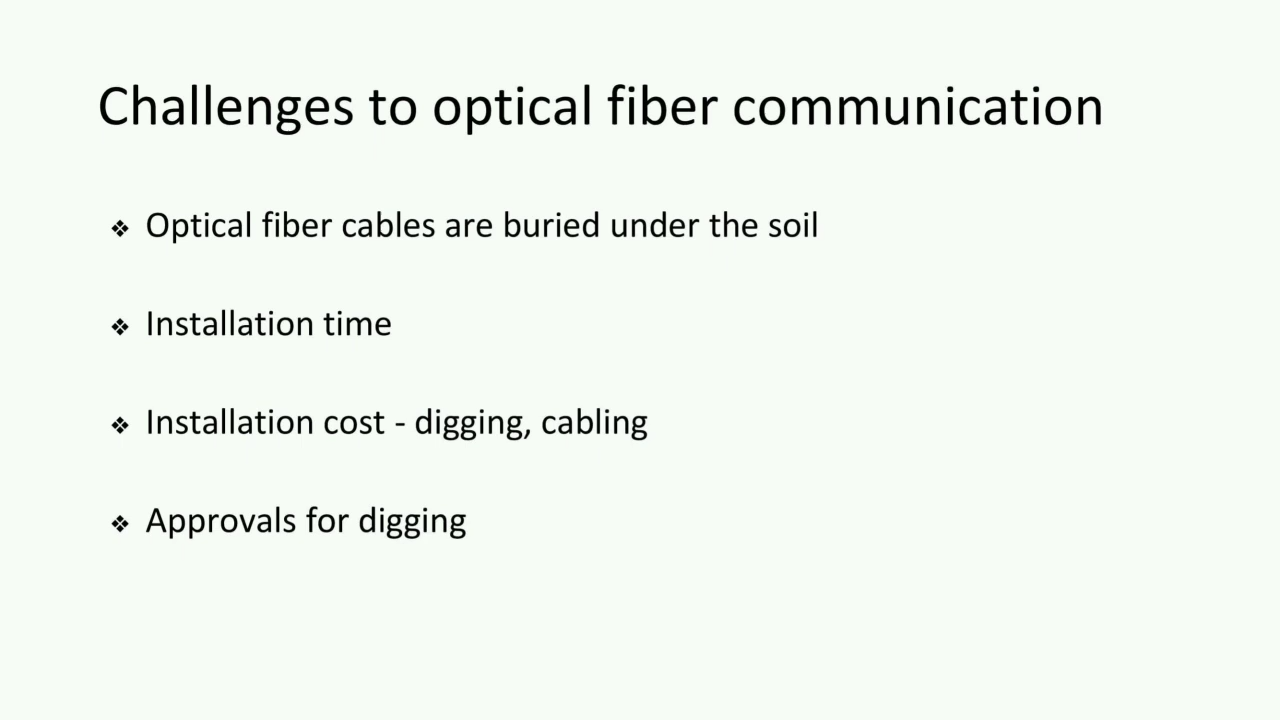 Challenges to optical fiber communication
❖ Optical fiber cables are buried under the soil
❖ Installation time
❖ Installation cost - digging, cabling
❖ Approvals for digging